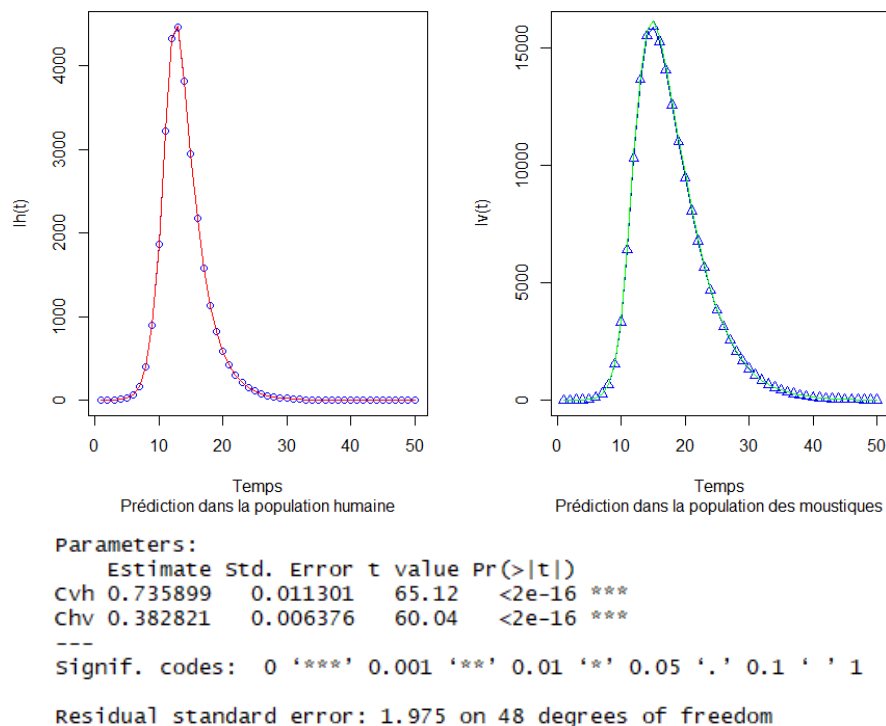 Ih(t)
4000
3000
2000
1000
0
0 10 20 30 40 50
Temps
Prédiction dans la population humaine
Iv(t)
15000
10000
5000
0
0 10 20 30 40 50
Temps
Prédiction dans la population des moustiques
Parameters:
Estimate Std. Error t value Pr(>|t|)
Cvh 0.735899 0.011301 65.12 <2e-16 ***
Chv 0.382821 0.006376 60.04 <2e-16 ***
---
Signif. codes: 0 ‘***’ 0.001 ‘**’ 0.01 ‘*’ 0.05 ‘.’ 0.1 ‘ ’ 1
Residual standard error: 1.975 on 48 degrees of freedom